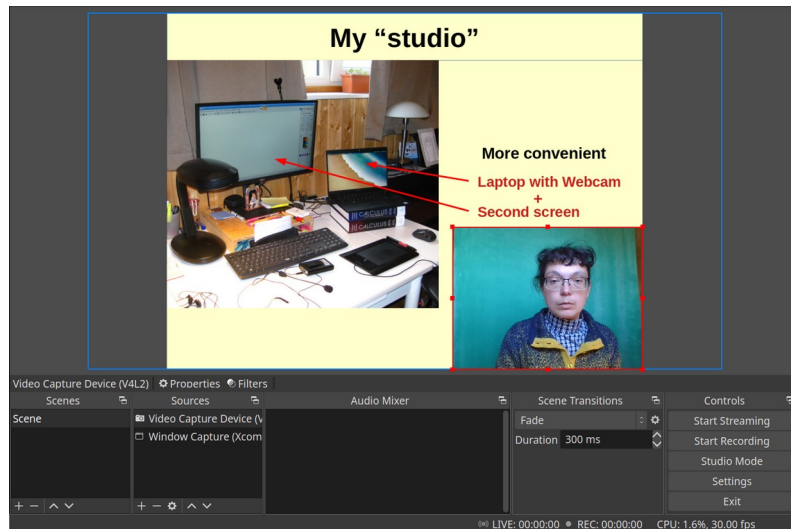 My “studio”
More convenient
Laptop with Webcam
+
Second screen
CALCULUS
CALCULUS
Video Capture Device (V4L2) Properties Filters
Scenes
Sources
Audio Mixer
Scene Transitions
Controls
Scene
Video Capture Device (V
Window Capture (Xcom
Fade
Duration 300 ms
Start Streaming
Start Recording
Studio Mode
Settings
Exit
LIVE: 00:00:00 REC: 00:00:00 CPU: 1.6%, 30.00 fps